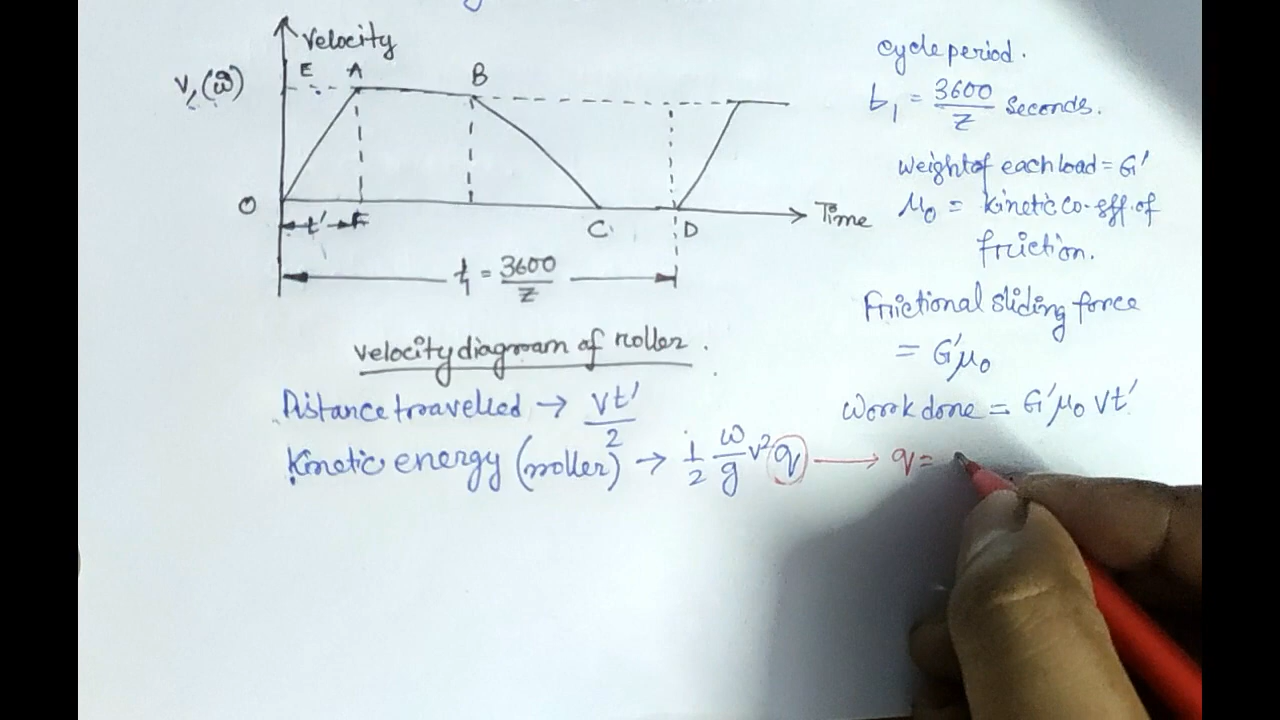 Velocity
V, (ω)
E A B
O
t' F
C D
Time
t1 = 3600/Z
Velocity diagram of roller.
Distance travelled → Vt'/2
Kinetic energy (roller) → 1/2 w/g v² q → q =
Cycle period.
t1 = 3600/Z seconds.
Weight of each load = G'
μ0 = kinetic co-eff. of
friction.
Frictional sliding force
= G'μ0
Work done = G'μ0 Vt'